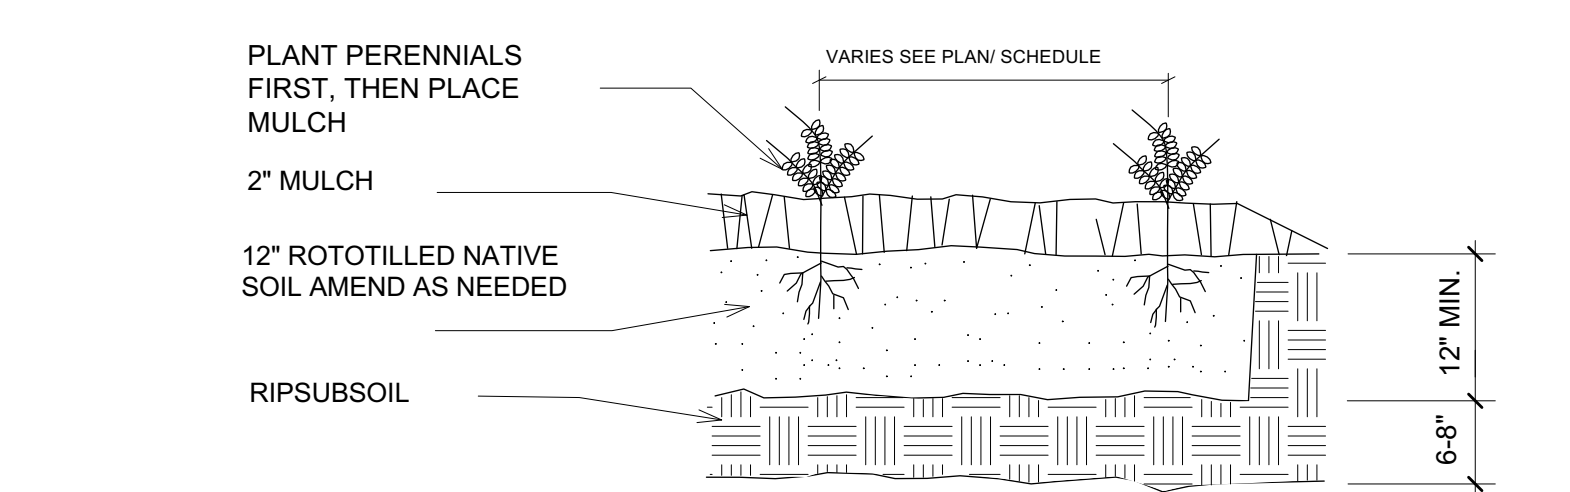 PLANT PERENNIALS
FIRST, THEN PLACE
MULCH
VARIES SEE PLAN/ SCHEDULE
2" MULCH
12" ROTOTILLED NATIVE
SOIL AMEND AS NEEDED
RIPSUBSOIL
12" MIN.
6-8"